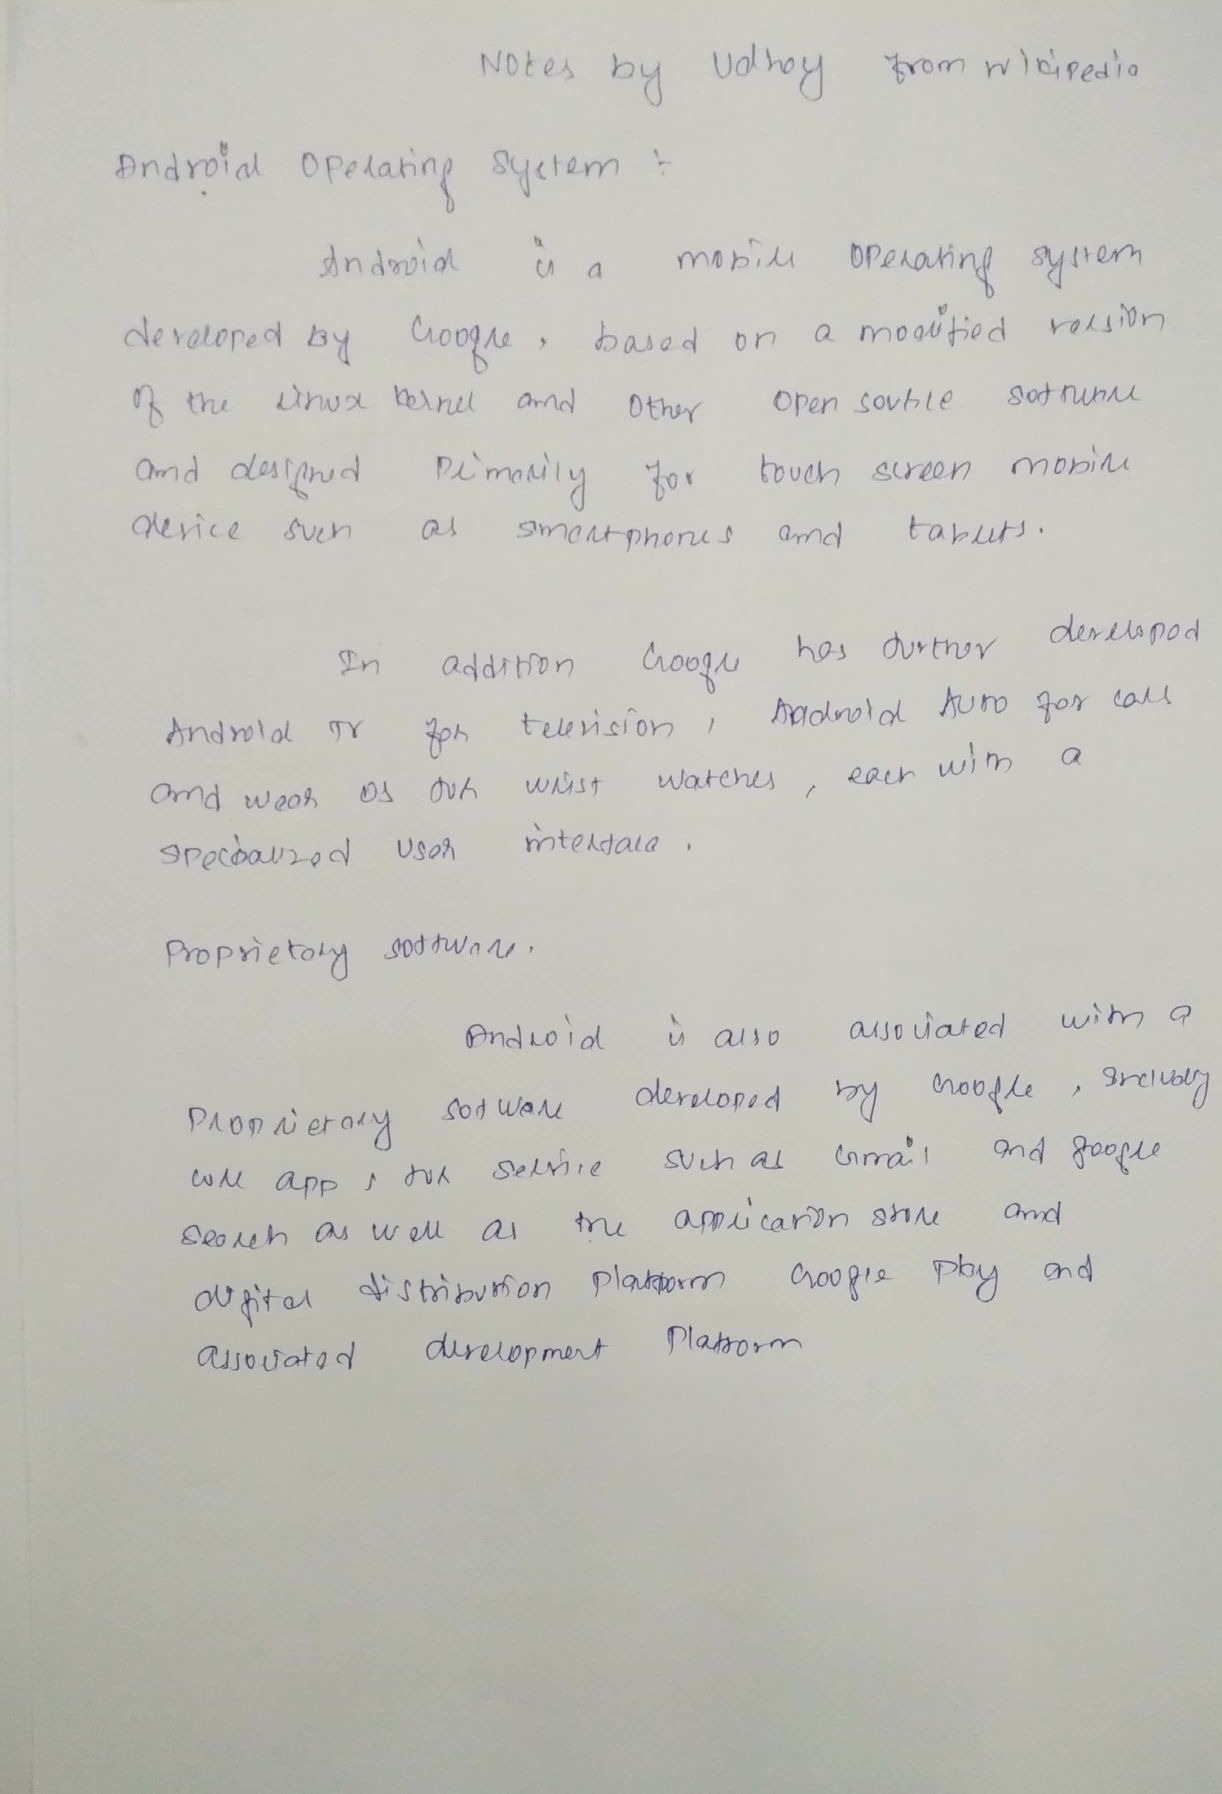 Notes by Udhoy from wikipedia
Android Operating System :-
Android is a mobile operating system
developed by Google, based on a modified version
of the Linux kernel and other open source software
and designed primarily for touch screen mobile
device such as smartphones and tablets.
In addition Google has further developed
Android TV for television, Android Auto for cars
and wear OS for wrist watches, each with a
specialized user interface.
Proprietory software.
Android is also associated with a
Proprietary software developed by Google,
core apps for service such as Gmail and google
search as well as the application store and
digital distribution platform Google Play and
associated development Platform